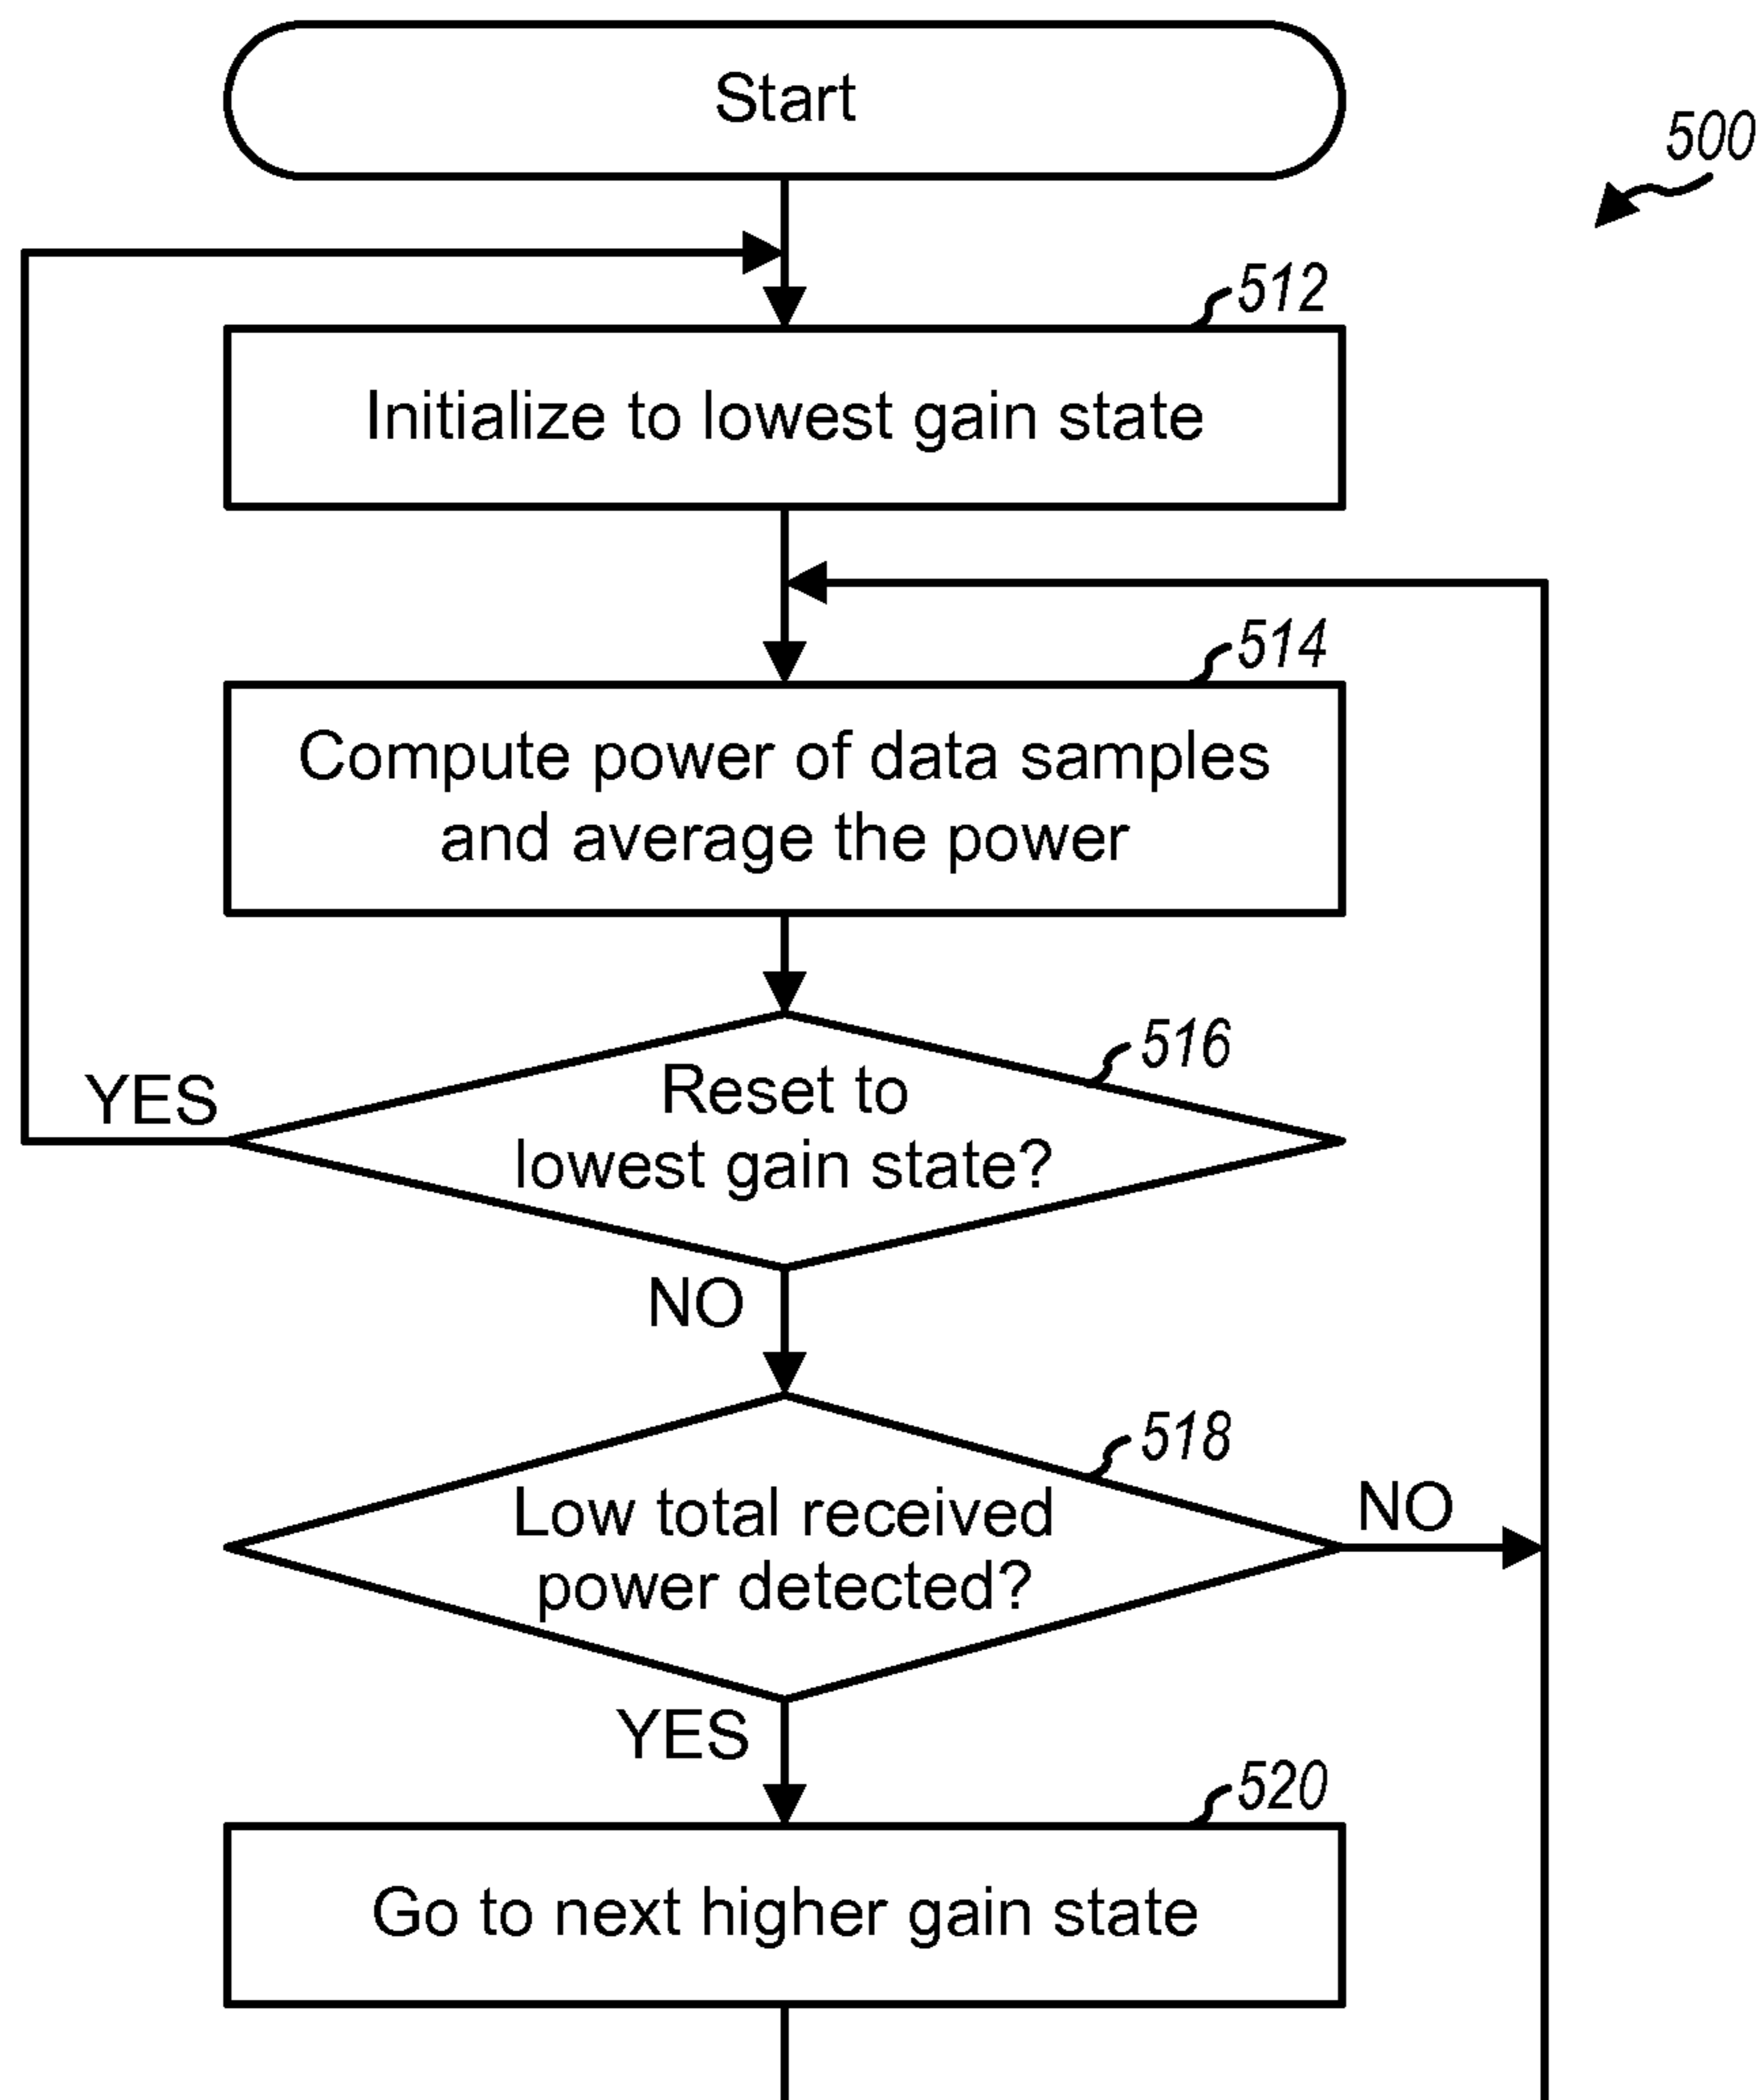 Start
500
512
Initialize to lowest gain state
514
Compute power of data samples
and average the power
516
Reset to
lowest gain state?
YES
NO
518
Low total received
power detected?
NO
YES
520
Go to next higher gain state